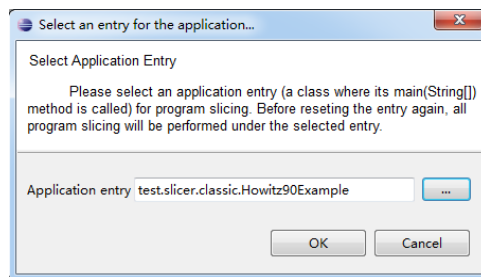 Select an entry for the application...
Select Application Entry
Please select an application entry (a class where its main(String[])
method is called) for program slicing. Before reseting the entry again, all
program slicing will be performed under the selected entry.
Application entry test.slicer.classic.Howitz90Example ...
OK Cancel